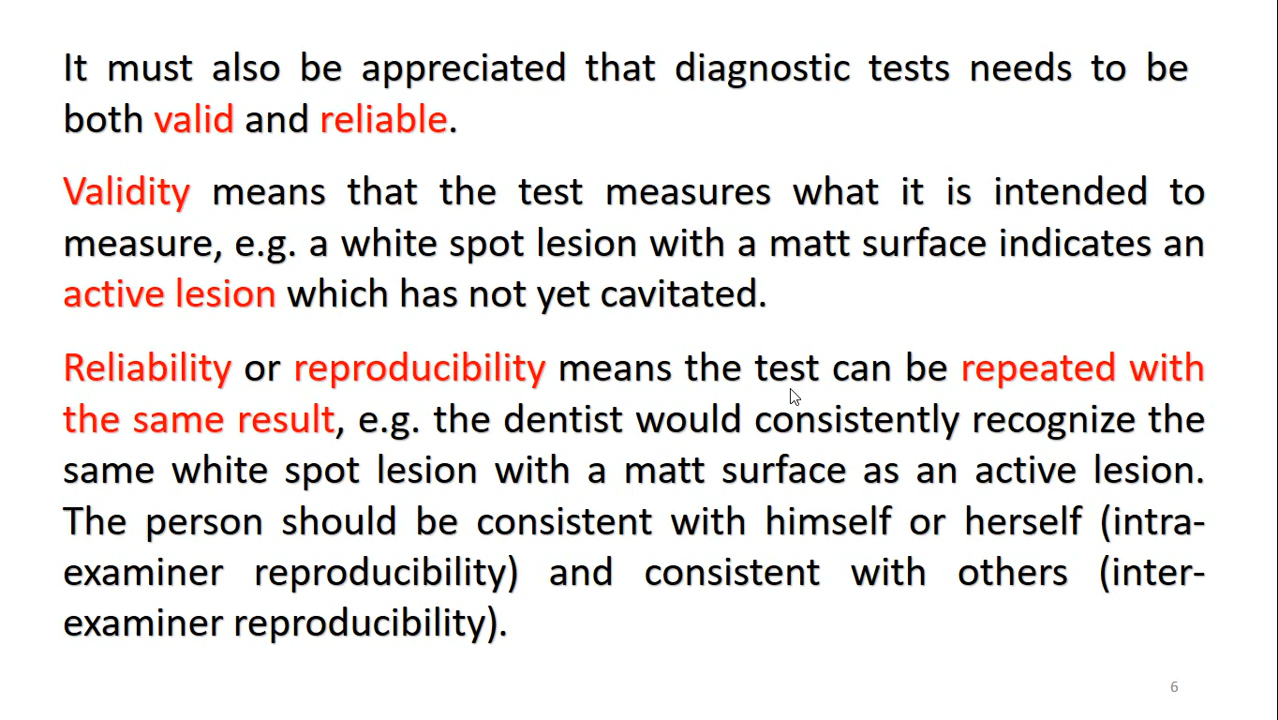 It must also be appreciated that diagnostic tests needs to be
both valid and reliable.
Validity means that the test measures what it is intended to
measure, e.g. a white spot lesion with a matt surface indicates an
active lesion which has not yet cavitated.
Reliability or reproducibility means the test can be repeated with
the same result, e.g. the dentist would consistently recognize the
same white spot lesion with a matt surface as an active lesion.
The person should be consistent with himself or herself (intra-
examiner reproducibility) and consistent with others (inter-
examiner reproducibility).
6